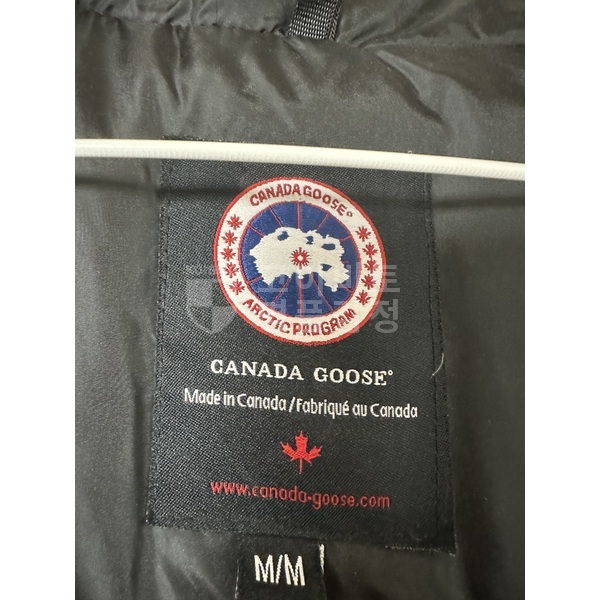 CANADA GOOSE®
ARCTIC PROGRAM
CANADA GOOSE®
Made in Canada / Fabriqué au Canada
www.canada-goose.com
M/M